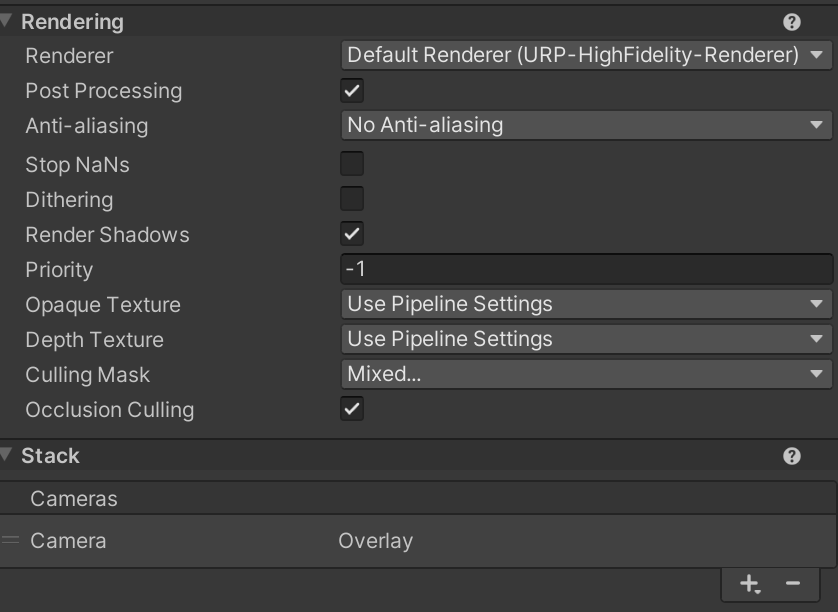 Rendering
Renderer Default Renderer (URP-HighFidelity-Renderer)
Post Processing
Anti-aliasing No Anti-aliasing
Stop NaNs
Dithering
Render Shadows
Priority -1
Opaque Texture Use Pipeline Settings
Depth Texture Use Pipeline Settings
Culling Mask Mixed...
Occlusion Culling
Stack
Cameras
Camera Overlay